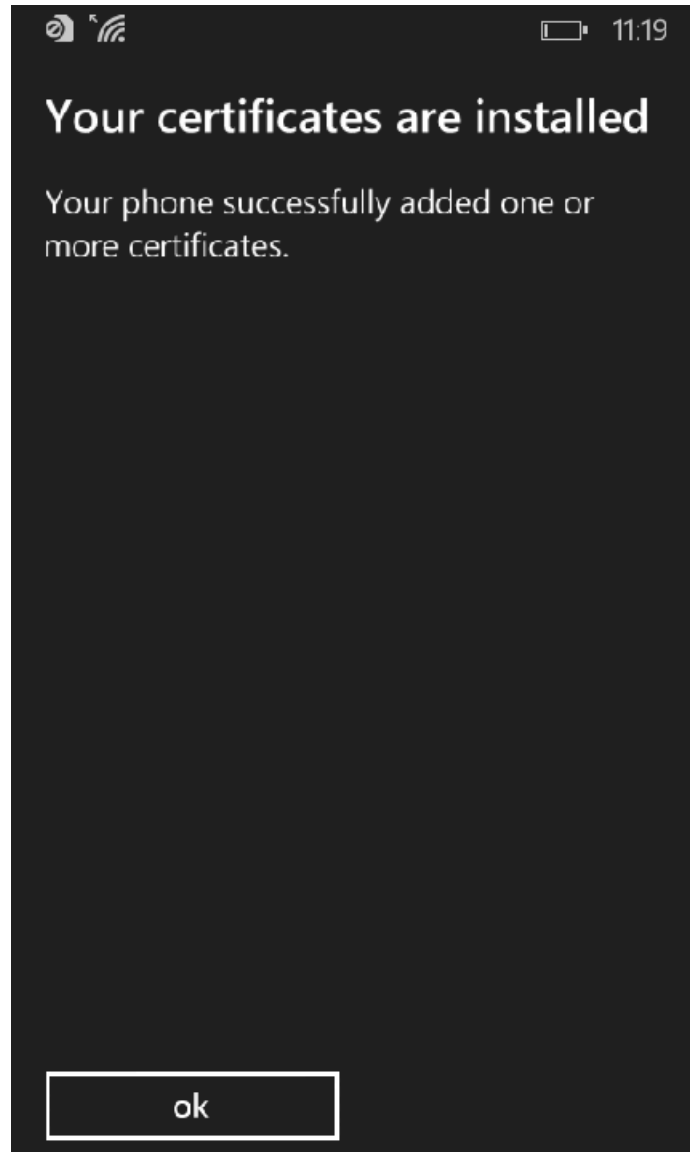 11:19
Your certificates are installed
Your phone successfully added one or
more certificates.
ok